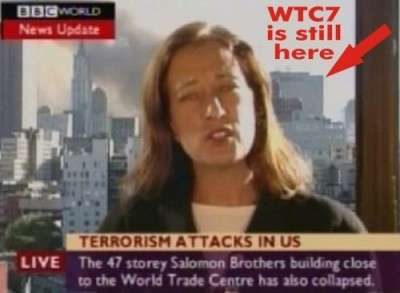 BBC WORLD
News Update
WTC7
is still
here
TERRORISM ATTACKS IN US
LIVE
The 47 storey Salomon Brothers building close
to the World Trade Centre has also collapsed.